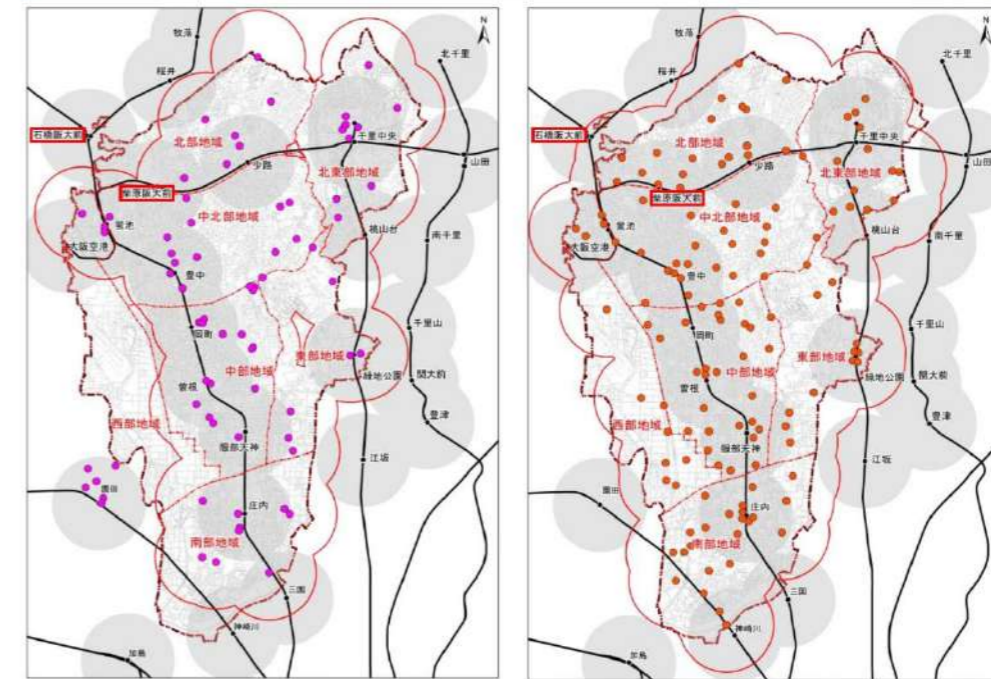 N
牧落
北千里
桜井
石橋阪大前
千里中央
北部地域
山田
少路
北東部地域
柴原阪大前
中北部地域
蛍池
桃山台
南千里
大阪空港
豊中
千里山
岡町
東部地域
中部地域
緑地公園
関大前
曽根
豊津
西部地域
服部天神
江坂
園田
庄内
南部地域
三国
神崎川
加島
N
牧落
北千里
桜井
石橋阪大前
千里中央
北部地域
山田
少路
北東部地域
柴原阪大前
中北部地域
蛍池
桃山台
南千里
大阪空港
豊中
千里山
岡町
東部地域
中部地域
緑地公園
関大前
曽根
豊津
西部地域
服部天神
江坂
園田
庄内
南部地域
三国
神崎川
加島